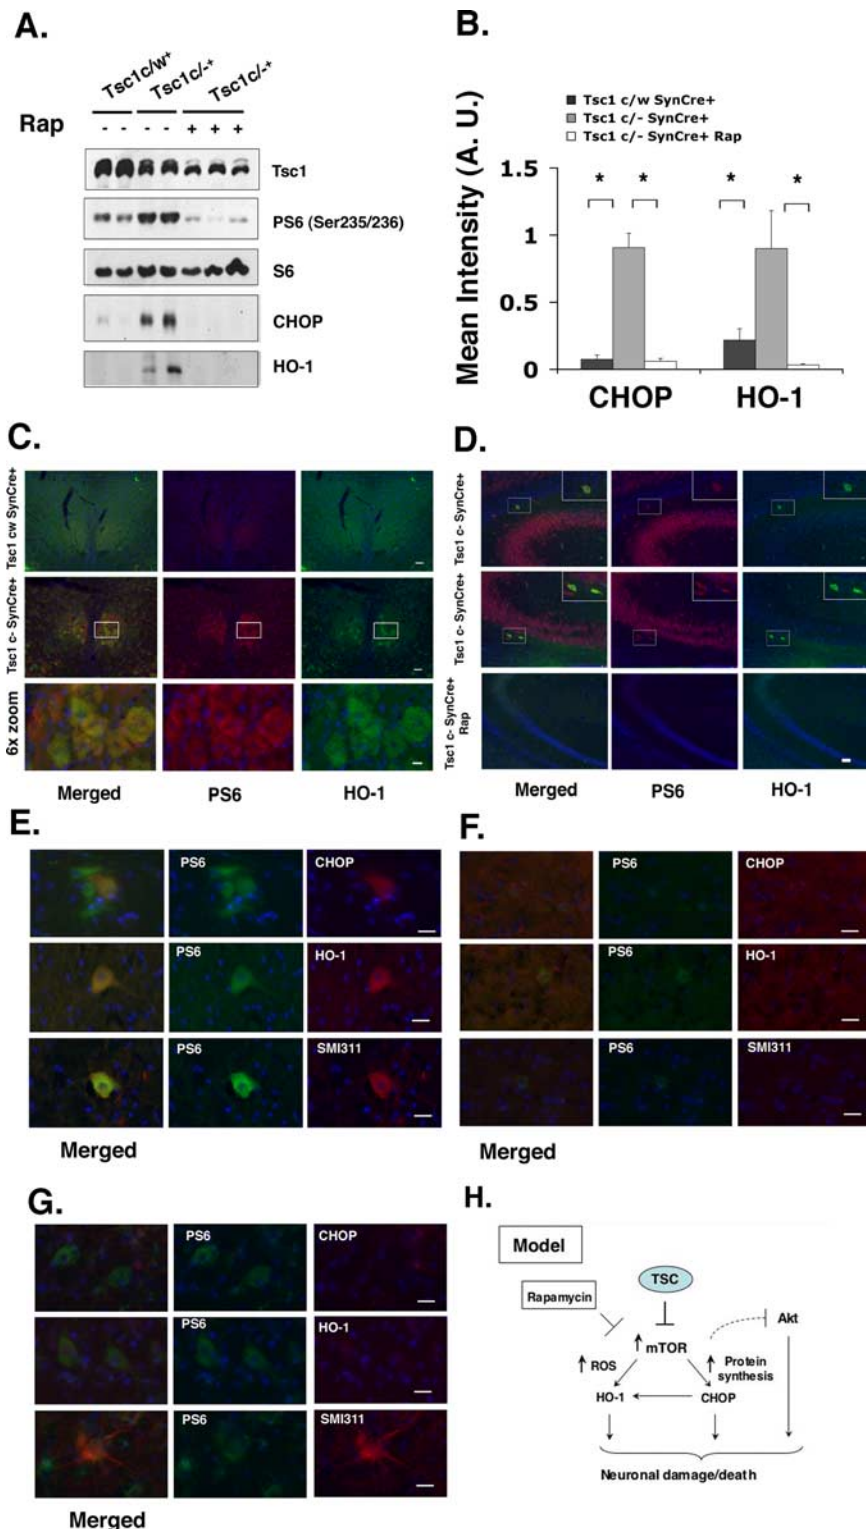 A.
Tsc1c/w+ Tsc1c/-+ Tsc1c/-+
Rap - - - - + + +
Tsc1
PS6 (Ser235/236)
S6
CHOP
HO-1
B.
Tsc1 c/w SynCre+
Tsc1 c/- SynCre+
Tsc1 c/- SynCre+ Rap
Mean Intensity (A. U.)
1.5
1
0.5
0
* * * *
CHOP HO-1
C.
Tsc1 cw SynCre+
Tsc1 c- SynCre+
6x zoom
Merged PS6 HO-1
D.
Tsc1 c- SynCre+
Tsc1 c- SynCre+
Tsc1 c- SynCre+
Rap
Merged PS6 HO-1
E.
PS6 CHOP
PS6 HO-1
PS6 SMI311
Merged
F.
PS6 CHOP
PS6 HO-1
PS6 SMI311
Merged
G.
PS6 CHOP
PS6 HO-1
PS6 SMI311
Merged
H.
Model
TSC
Rapamycin
Akt
mTOR
ROS
Protein
synthesis
HO-1 CHOP
Neuronal damage/death